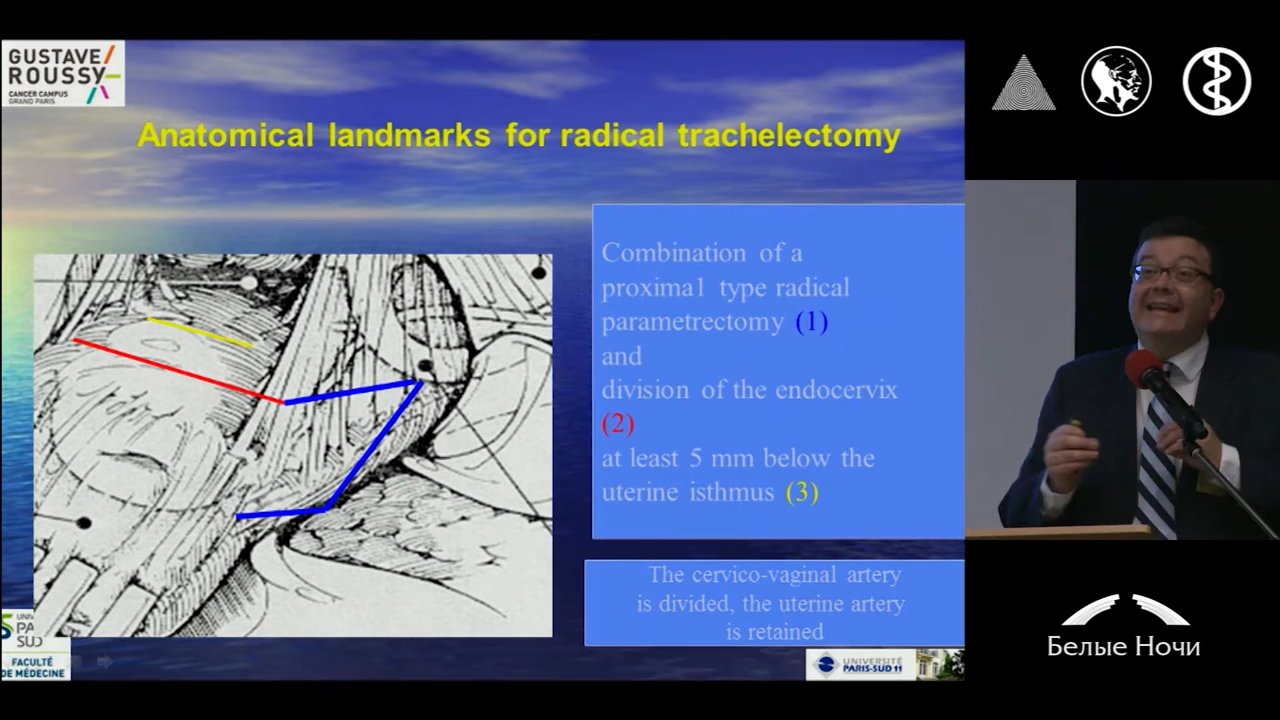 GUSTAVE
ROUSSY
CANCER CAMPUS
GRAND PARIS
Anatomical landmarks for radical trachelectomy
Combination of a
proximal type radical
parametrectomy (1)
and
division of the endocervix
(2)
at least 5 mm below the
uterine isthmus (3)
The cervico-vaginal artery
is divided, the uterine artery
is retained
FACULTÉ
DE MÉDECINE
UNIVERSITÉ
PARIS-SUD 11
Белые Ночи